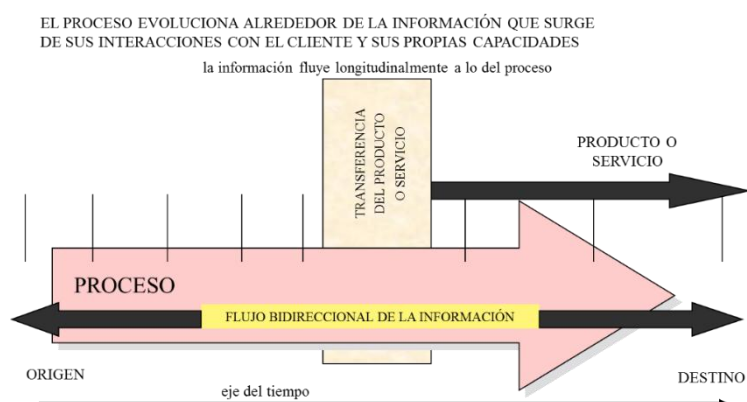 EL PROCESO EVOLUCIONA ALREDEDOR DE LA INFORMACIÓN QUE SURGE
DE SUS INTERACCIONES CON EL CLIENTE Y SUS PROPIAS CAPACIDADES
la información fluye longitudinalmente a lo del proceso
TRANSFERENCIA
DEL PRODUCTO
O SERVICIO
PRODUCTO O
SERVICIO
PROCESO
FLUJO BIDIRECCIONAL DE LA INFORMACIÓN
ORIGEN
DESTINO
eje del tiempo